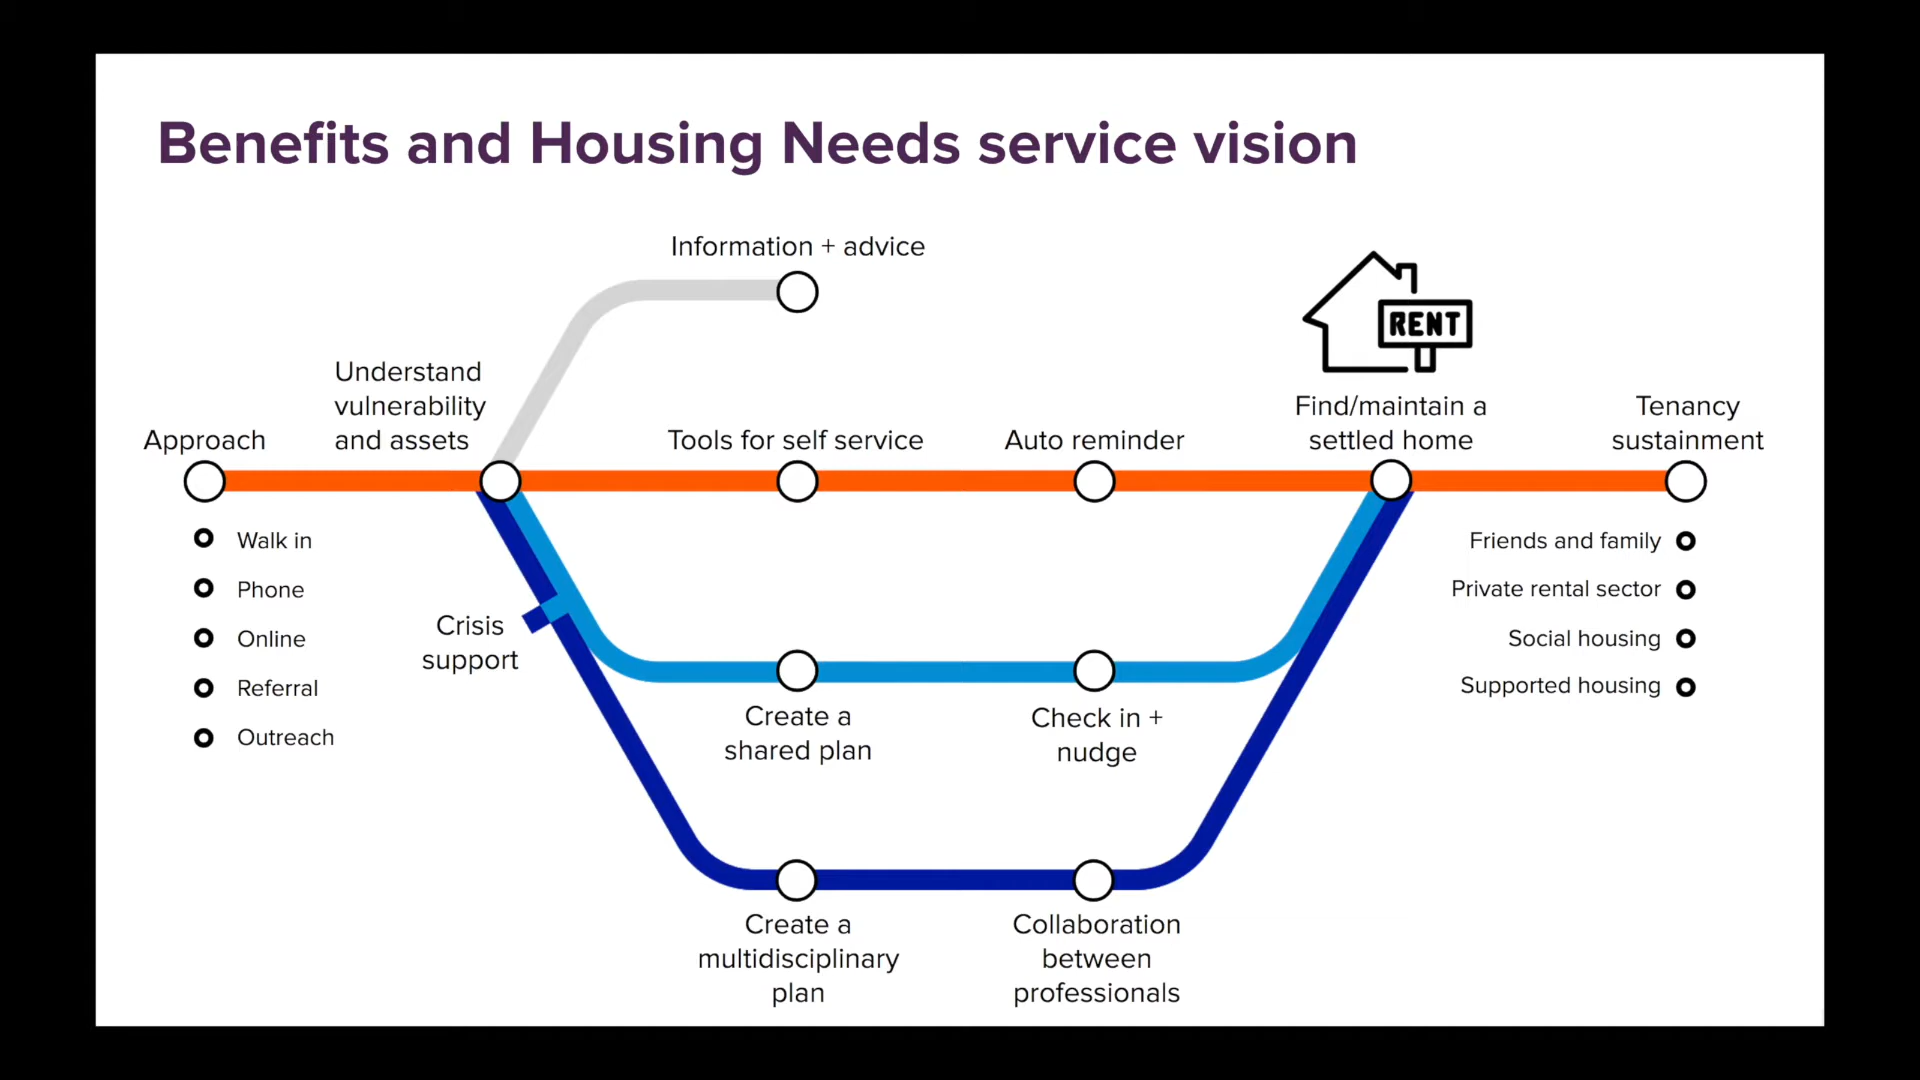 Benefits and Housing Needs service vision
Information + advice
RENT
Understand
vulnerability
and assets
Approach
Tools for self service
Auto reminder
Find/maintain a
settled home
Tenancy
sustainment
Walk in
Phone
Online
Referral
Outreach
Crisis
support
Friends and family
Private rental sector
Social housing
Supported housing
Create a
shared plan
Check in +
nudge
Create a
multidisciplinary
plan
Collaboration
between
professionals